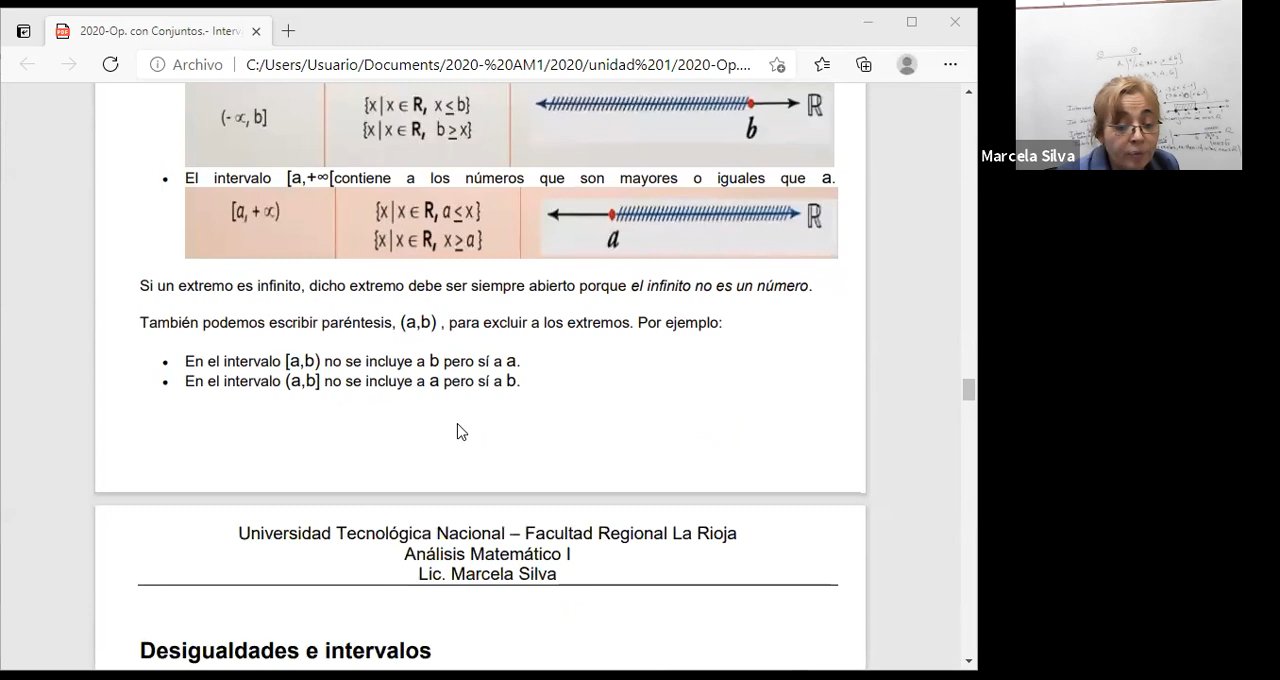 2020-Op. con Conjuntos.- Interv
Archivo
C:/Users/Usuario/Documents/2020-%20AM1/2020/unidad%201/2020-Op....
(- ∝, b]
{x|x ∈ R, x ≤ b}
{x|x ∈ R, b ≥ x}
b
ℝ
El intervalo [a,+∞[contiene a los números que son mayores o iguales que a.
[a, + ∝)
{x|x ∈ R, a ≤ x}
{x|x ∈ R, x ≥ a}
a
ℝ
Si un extremo es infinito, dicho extremo debe ser siempre abierto porque el infinito no es un número.
También podemos escribir paréntesis, (a,b) , para excluir a los extremos. Por ejemplo:
En el intervalo [a,b) no se incluye a b pero sí a a.
En el intervalo (a,b] no se incluye a a pero sí a b.
Universidad Tecnológica Nacional – Facultad Regional La Rioja
Análisis Matemático I
Lic. Marcela Silva
Desigualdades e intervalos
Marcela Silva